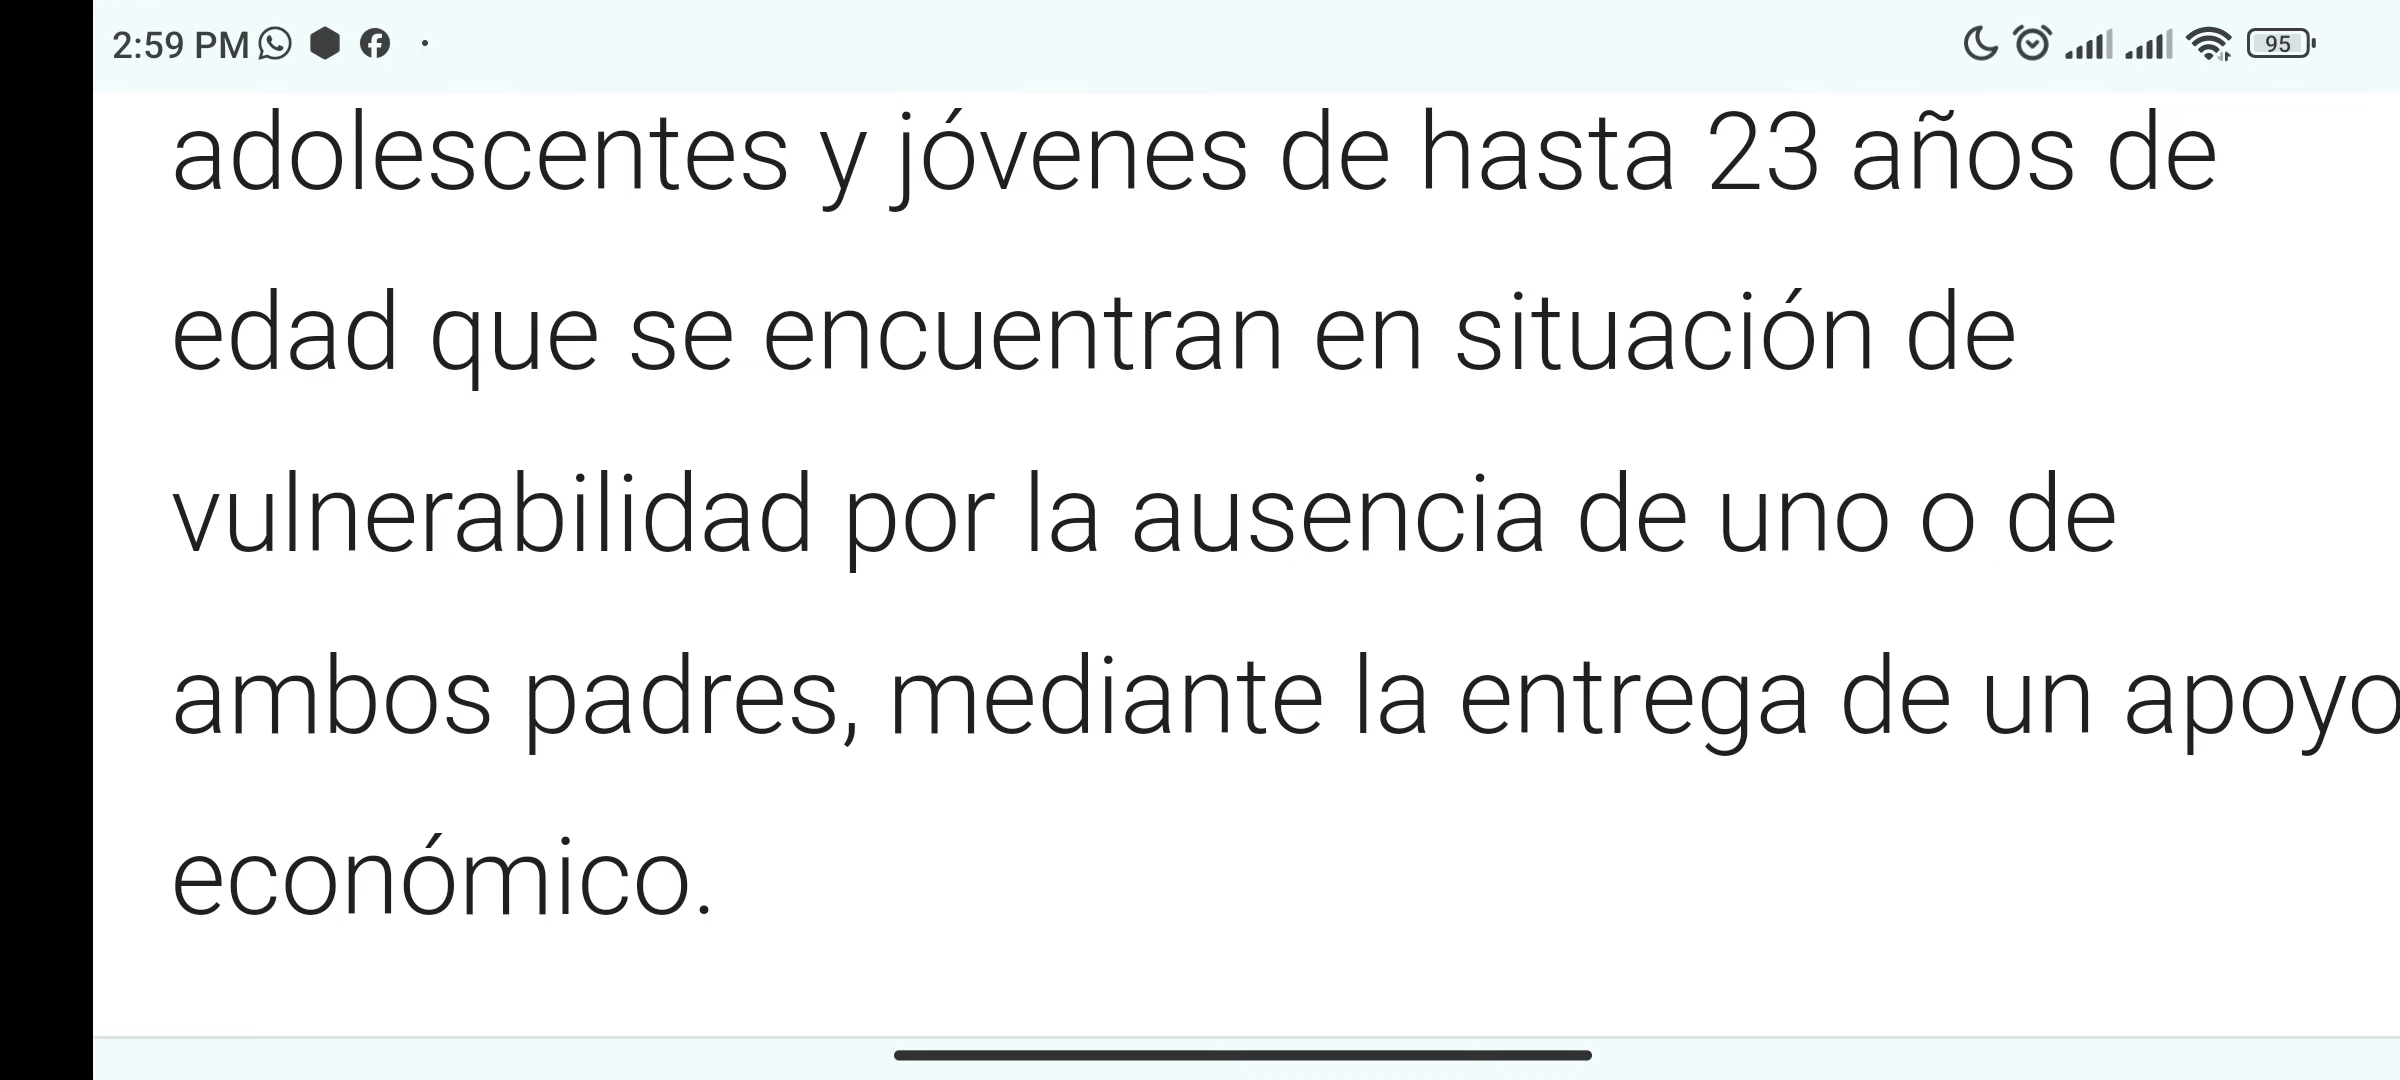 2:59 PM
95
adolescentes y jóvenes de hasta 23 años de
edad que se encuentran en situación de
vulnerabilidad por la ausencia de uno o de
ambos padres, mediante la entrega de un apoyo
económico.